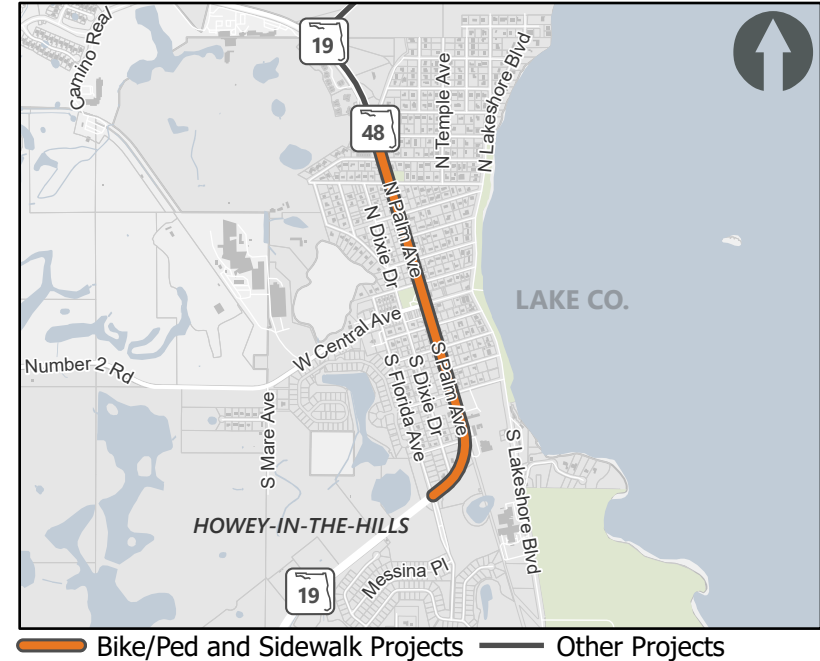 19
Camino Real
48
N Temple Ave
N Lakeshore Blvd
N Palm Ave
N Dixie Dr
LAKE CO.
W Central Ave
Number 2 Rd
S Palm Ave
S Dixie Dr
S Florida Ave
S Mare Ave
S Lakeshore Blvd
HOWEY-IN-THE-HILLS
Messina Pl
19
Bike/Ped and Sidewalk Projects
Other Projects